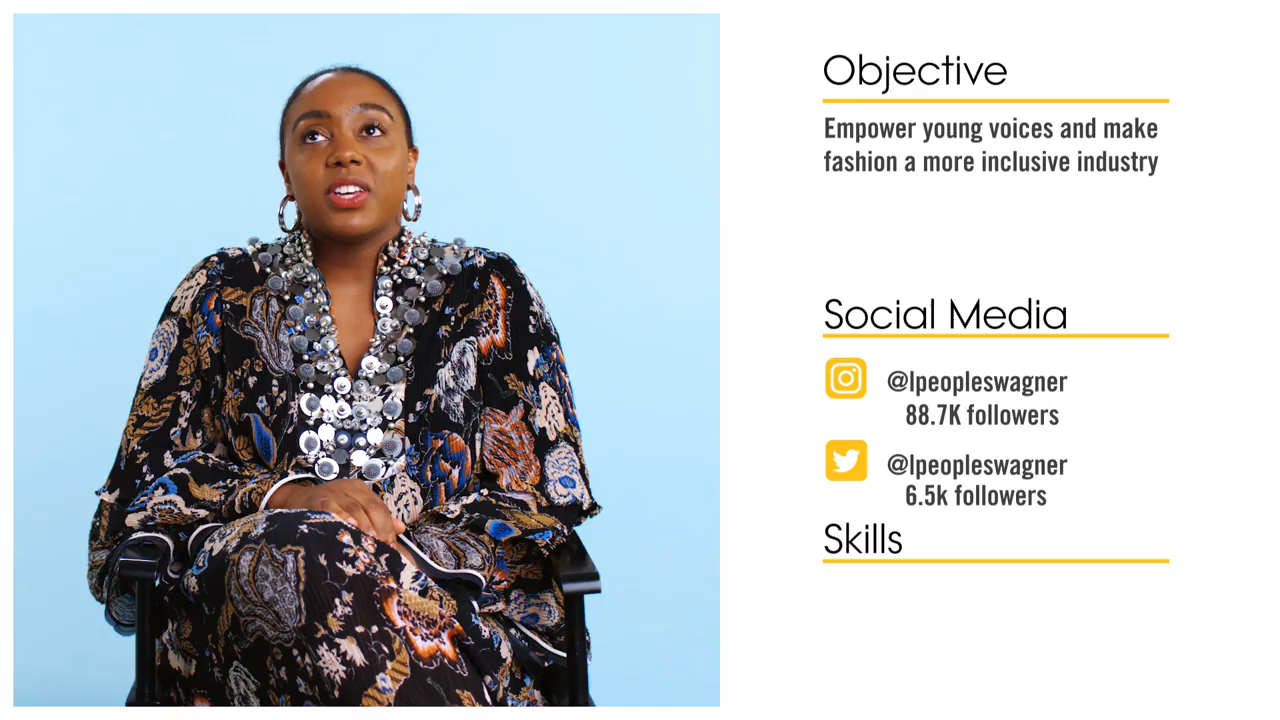 Objective
Empower young voices and make
fashion a more inclusive industry
Social Media
@lpeopleswagner
88.7K followers
@lpeopleswagner
6.5k followers
Skills